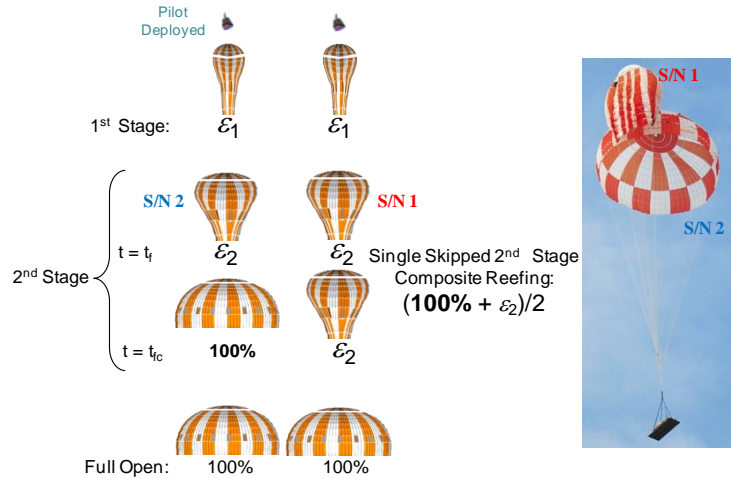 Pilot
Deployed
1st Stage:
ε1
ε1
S/N 2
S/N 1
ε2
ε2
t = tf
2nd Stage
Single Skipped 2nd Stage
Composite Reefing:
(100% + ε2)/2
t = tfc
100%
ε2
Full Open:
100%
100%
S/N 1
S/N 2